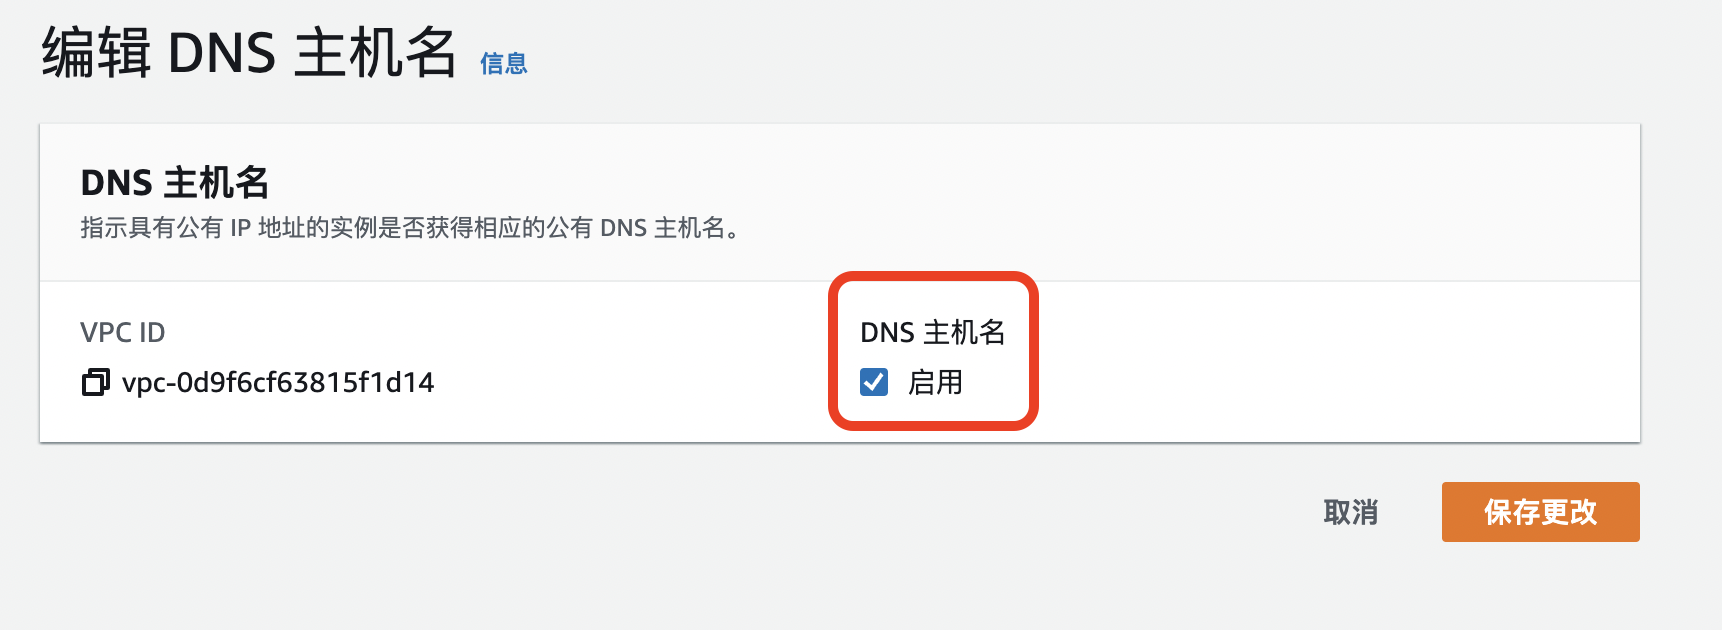 编辑 DNS 主机名 信息
DNS 主机名
指示具有公有 IP 地址的实例是否获得相应的公有 DNS 主机名。
VPC ID
vpc-0d9f6cf63815f1d14
DNS 主机名
启用
取消
保存更改